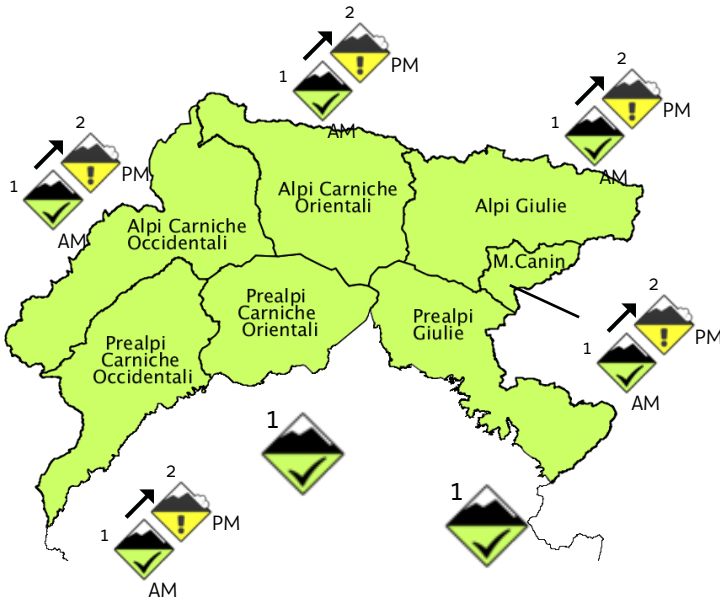 2
1
PM
AM
2
1
PM
AM
2
1
PM
AM
Alpi Carniche
Orientali
Alpi Giulie
Alpi Carniche
Occidentali
M.Canin
Prealpi
Carniche
Orientali
Prealpi
Giulie
Prealpi
Carniche
Occidentali
2
1
PM
AM
1
2
1
PM
AM
1